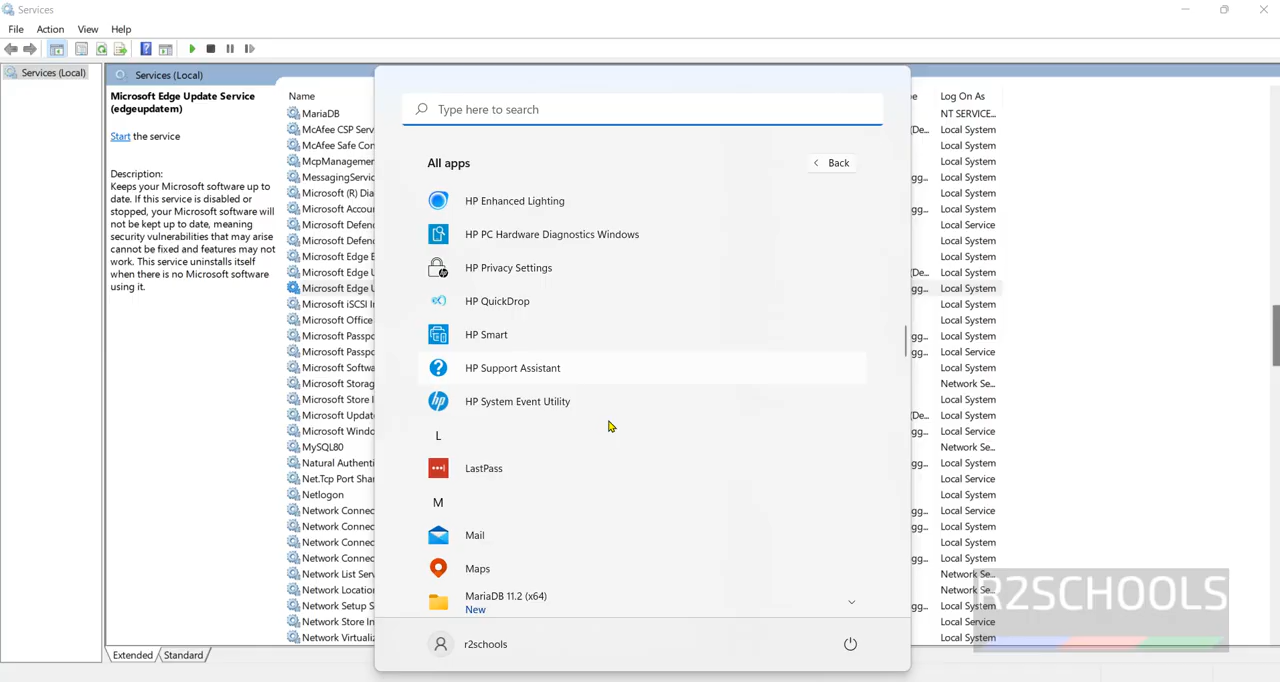 Services
File Action View Help
Services (Local)
Services (Local)
Microsoft Edge Update Service
(edgeupdatem)
Start the service
Description:
Keeps your Microsoft software up to
date. If this service is disabled or
stopped, your Microsoft software will
not be kept up to date, meaning
security vulnerabilities that may arise
cannot be fixed and features may not
work. This service uninstalls itself
when there is no Microsoft software
using it.
Name
MariaDB
McAfee CSP Serv
McAfee Safe Con
McpManagemen
MessagingServic
Microsoft (R) Dia
Microsoft Accou
Microsoft Defend
Microsoft Defend
Microsoft Edge E
Microsoft Edge U
Microsoft Edge U
Microsoft iSCSI In
Microsoft Office
Microsoft Passpo
Microsoft Passpo
Microsoft Softwa
Microsoft Storag
Microsoft Store I
Microsoft Update
Microsoft Windo
MySQL80
Natural Authenti
Net.Tcp Port Shar
Netlogon
Network Connec
Network Connec
Network Connec
Network Connec
Network List Serv
Network Location
Network Setup S
Network Store In
Network Virtualiz
Type here to search
All apps
Back
HP Enhanced Lighting
HP PC Hardware Diagnostics Windows
HP Privacy Settings
HP QuickDrop
HP Smart
HP Support Assistant
HP System Event Utility
L
LastPass
M
Mail
Maps
MariaDB 11.2 (x64)
New
r2schools
Log On As
NT SERVICE...
Local System
Local System
Local System
Local System
Local System
Local System
Local Service
Local System
Local System
Local System
Local System
Local System
Local System
Local System
Local Service
Local System
Network Se...
Local System
Local System
Local Service
Network Se...
Local System
Local Service
Local System
Local Service
Local System
Local System
Local System
Network Se...
Network Se...
Local System
Local Service
Local System
R2SCHOOLS
Extended Standard